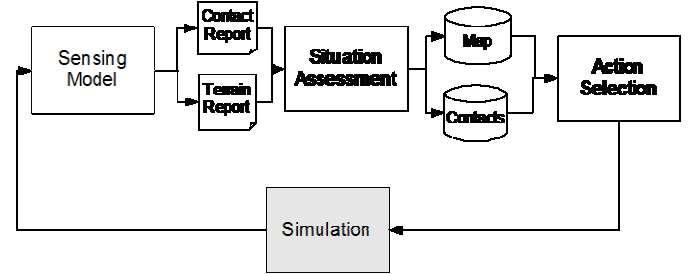 Sensing
Model
Contact
Report
Terrain
Report
Situation
Assessment
Map
Contacts
Action
Selection
Simulation